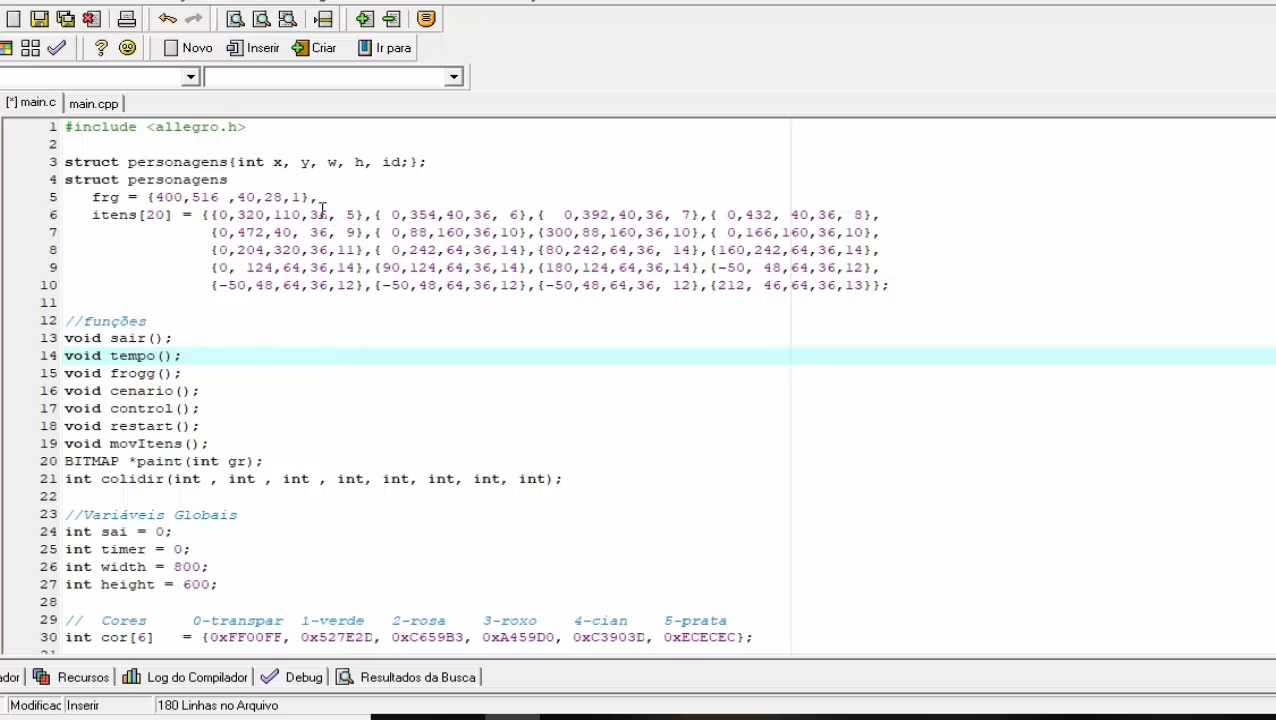 Novo Inserir Criar Ir para
[*] main.c main.cpp
1 #include <allegro.h>
2
3 struct personagens{int x, y, w, h, id;};
4 struct personagens
5 frg = {400,516 ,40,28,1},
6 itens[20] = {{0,320,110,36, 5},{ 0,354,40,36, 6},{ 0,392,40,36, 7},{ 0,432, 40,36, 8},
7 {0,472,40, 36, 9},{ 0,88,160,36,10},{300,88,160,36,10},{ 0,166,160,36,10},
8 {0,204,320,36,11},{ 0,242,64,36,14},{80,242,64,36, 14},{160,242,64,36,14},
9 {0, 124,64,36,14},{90,124,64,36,14},{180,124,64,36,14},{-50, 48,64,36,12},
10 {-50,48,64,36,12},{-50,48,64,36,12},{-50,48,64,36, 12},{212, 46,64,36,13}};
11
12 //funções
13 void sair();
14 void tempo();
15 void frogg();
16 void cenario();
17 void control();
18 void restart();
19 void movItens();
20 BITMAP *paint(int gr);
21 int colidir(int , int , int , int, int, int, int, int);
22
23 //Variáveis Globais
24 int sai = 0;
25 int timer = 0;
26 int width = 800;
27 int height = 600;
28
29 // Cores 0-transpar 1-verde 2-rosa 3-roxo 4-cian 5-prata
30 int cor[6] = {0xFF00FF, 0x527E2D, 0xC659B3, 0xA459D0, 0xC3903D, 0xECECEC};
ador Recursos Log do Compilador Debug Resultados da Busca
Modificac Inserir 180 Linhas no Arquivo